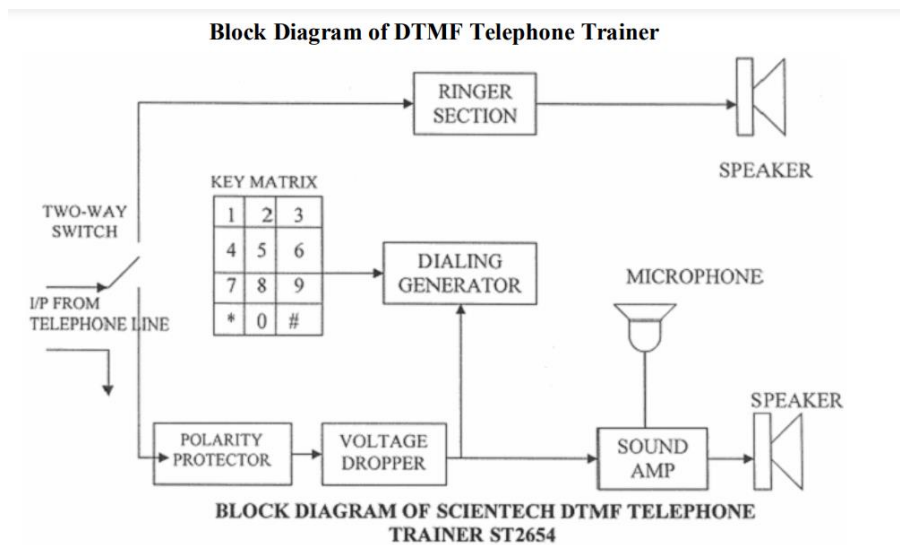 Block Diagram of DTMF Telephone Trainer
RINGER
SECTION
SPEAKER
KEY MATRIX
1 2 3
4 5 6
7 8 9
* 0 #
TWO-WAY
SWITCH
I/P FROM
TELEPHONE LINE
DIALING
GENERATOR
MICROPHONE
SPEAKER
POLARITY
PROTECTOR
VOLTAGE
DROPPER
SOUND
AMP
BLOCK DIAGRAM OF SCIENTECH DTMF TELEPHONE
TRAINER ST2654